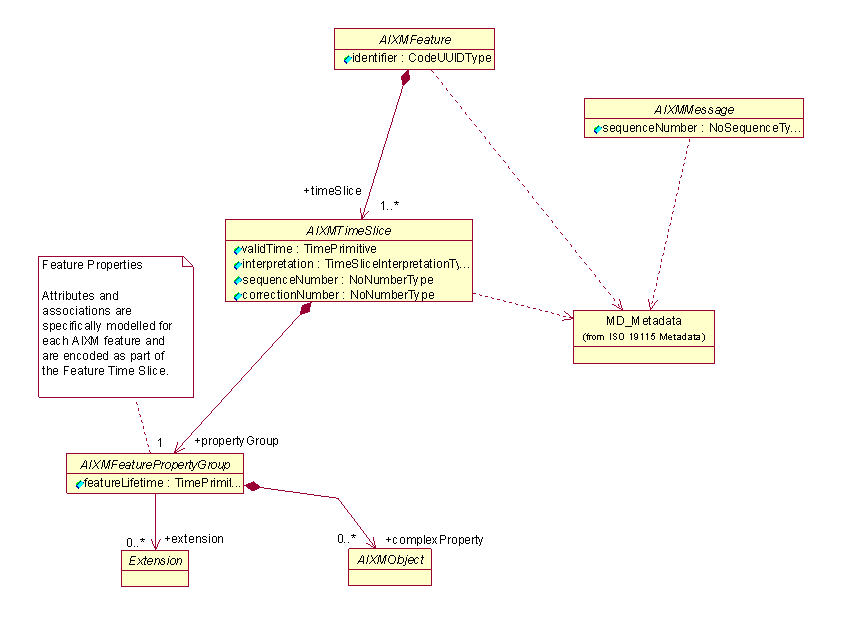 AIXMFeature
identifier : CodeUUIDType
AIXMMessage
sequenceNumber : NoSequenceTy...
+timeSlice
1..*
AIXMTimeSlice
validTime : TimePrimitive
interpretation : TimeSliceInterpretationTy...
sequenceNumber : NoNumberType
correctionNumber : NoNumberType
Feature Properties
Attributes and
associations are
specifically modelled for
each AIXM feature and
are encoded as part of
the Feature Time Slice.
MD_Metadata
(from ISO 19115 Metadata)
1
+propertyGroup
AIXMFeaturePropertyGroup
featureLifetime : TimePrimit...
0..*
+extension
0..*
+complexProperty
Extension
AIXMObject